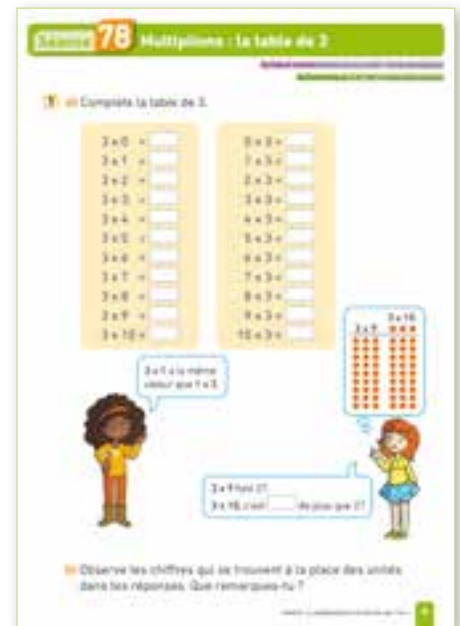 Séance 78 Multiplions : la table de 3
1 a) Complète la table de 3.
3 x 0 =
3 x 1 =
3 x 2 =
3 x 3 =
3 x 4 =
3 x 5 =
3 x 6 =
3 x 7 =
3 x 8 =
3 x 9 =
3 x 10 =
0 x 3 =
1 x 3 =
2 x 3 =
3 x 3 =
4 x 3 =
5 x 3 =
6 x 3 =
7 x 3 =
8 x 3 =
9 x 3 =
10 x 3 =
3 x 10
3 x 9
3 x 1 a la même
valeur que 1 x 3.
3 x 9 font 27.
3 x 10, c'est de plus que 27
b) Observe les chiffres qui se trouvent à la place des unités
dans tes réponses. Que remarques-tu ?